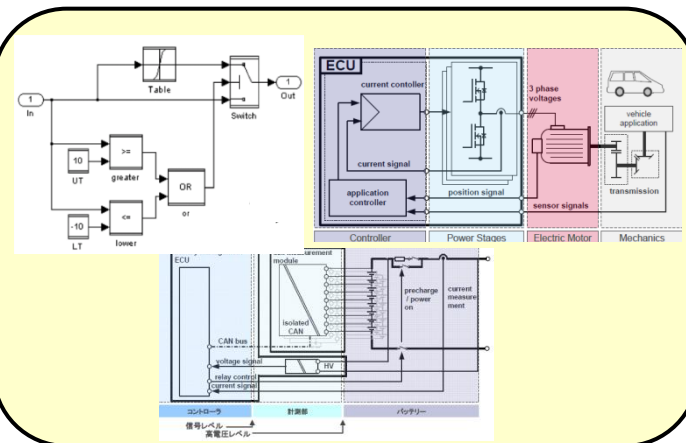 1
In
Table
Switch
1
Out
10
UT
>=
greater
OR
or
-10
LT
<=
lower
ECU
current contoller
current signal
application
controller
3 phase
voltages
position signal
sensor signals
vehicle
application
transmission
Controller
Power Stages
Electric Motor
Mechanics
ECU
measurement
module
isolated
CAN
CAN bus
voltage signal
relay control
current signal
HV
precharge
/ power
on
current
measure
ment
コントローラ
計測部
バッテリー
信号レベル
高電圧レベル